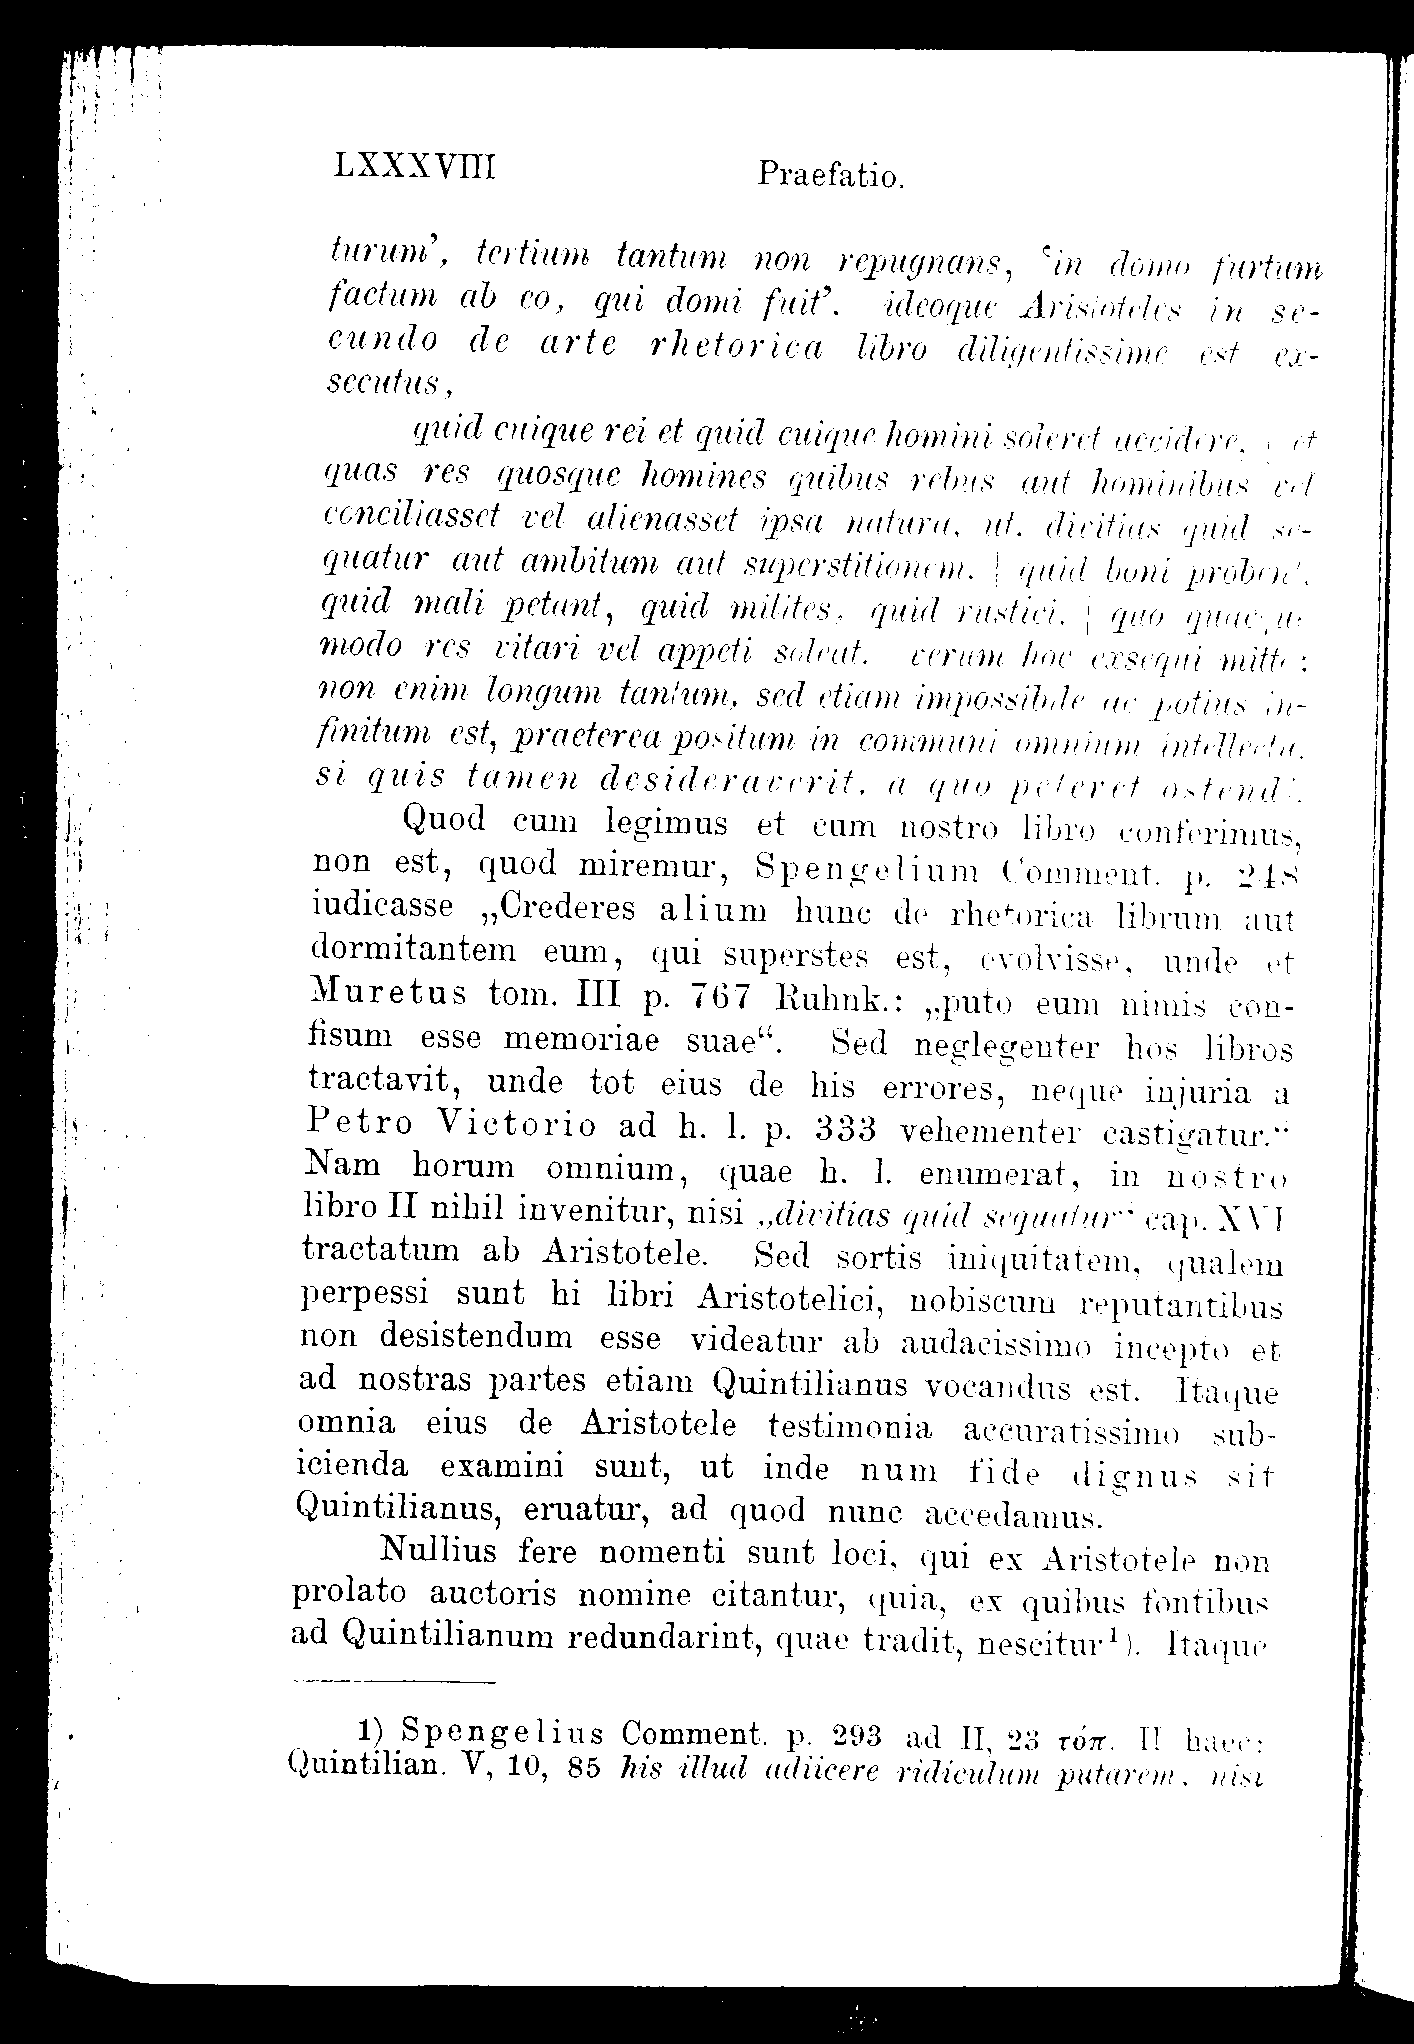 LXXXVIII Praefatio.
turum’, tertium tantum non repugnans, ‘in domo furtum
factum ab eo, qui domi fuit’. ideoque Aristoteles in se-
cundo de arte rhetorica libro diligentissime est ex-
secutus,
quid cuique rei et quid cuique homini soleret accidere, | et
quas res quosque homines quibus rebus aut hominibus vel
conciliasset vel alienasset ipsa natura, ut. divitias quid se-
quatur aut ambitum aut superstitionem. | quid boni probent,
quid mali petant, quid milites, quid rustici, | quo quaeque
modo res vitari vel appeti soleat. verum hoc exsequi mitto:
non enim longum tantum, sed etiam impossibile ac potius in-
finitum est, praeterea positum in communi omnium intellectu.
si quis tamen desideraverit, a quo peteret ostendi.
Quod cum legimus et cum nostro libro conferimus,
non est, quod miremur, Spengelium Comment. p. 248
iudicasse „Crederes alium hunc de rhetorica librum aut
dormitantem eum, qui superstes est, evolvisse, unde et
Muretus tom. III p. 767 Ruhnk.: „puto eum nimis con-
fisum esse memoriae suae“. Sed neglegenter hos libros
tractavit, unde tot eius de his errores, neque injuria a
Petro Victorio ad h. l. p. 333 vehementer castigatur.“
Nam horum omnium, quae h. l. enumerat, in nostro
libro II nihil invenitur, nisi „divitias quid sequatur“ cap. XVI
tractatum ab Aristotele. Sed sortis iniquitatem, qualem
perpessi sunt hi libri Aristotelici, nobiscum reputantibus
non desistendum esse videatur ab audacissimo incepto et
ad nostras partes etiam Quintilianus vocandus est. Itaque
omnia eius de Aristotele testimonia accuratissimo sub-
icienda examini sunt, ut inde num fide dignus sit
Quintilianus, eruatur, ad quod nunc accedamus.
Nullius fere nomenti sunt loci, qui ex Aristotele non
prolato auctoris nomine citantur, quia, ex quibus fontibus
ad Quintilianum redundarint, quae tradit, nescitur¹). Itaque
1) Spengelius Comment. p. 293 ad II, 23 τόπ. II haec:
Quintilian. V, 10, 85 his illud adiicere ridiculum putarem, nisi